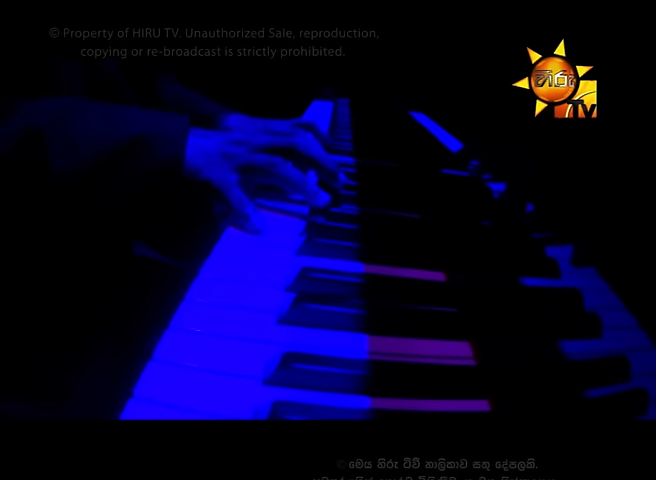 © Property of HIRU TV. Unauthorized Sale, reproduction,
copying or re-broadcast is strictly prohibited.
හිරු
TV
© මෙය හිරු ටීවී නාලිකාව සතු දේපලකි.